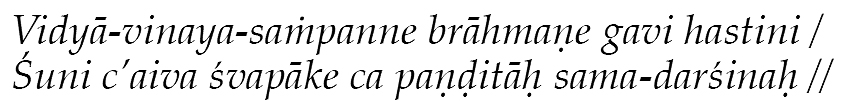 Vidyā-vinaya-saṁpanne brāhmaṇe gavi hastini /
Śuni c’aiva śvapāke ca paṇḍitāḥ sama-darśinaḥ //